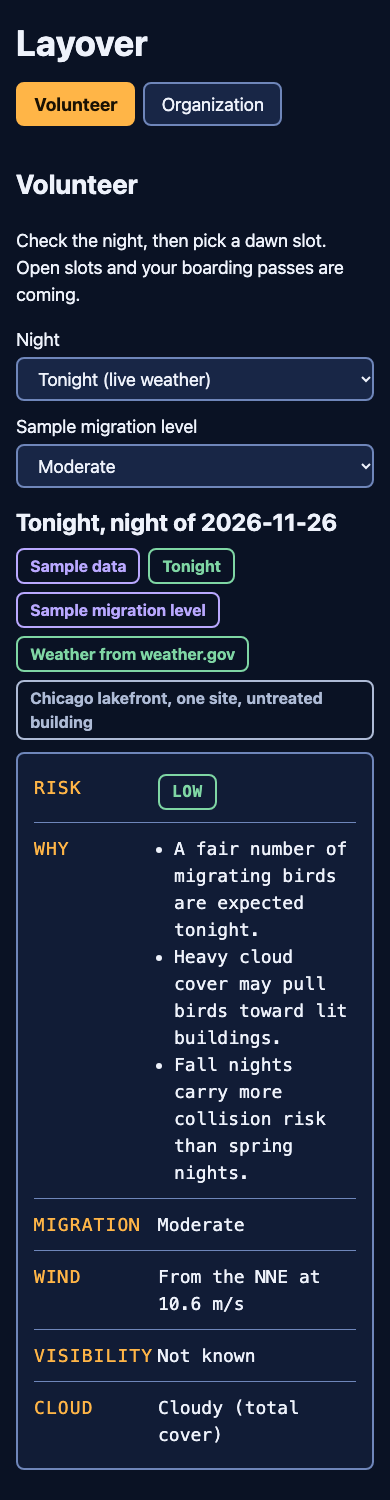 Layover
Volunteer
Organization
Volunteer
Check the night, then pick a dawn slot.
Open slots and your boarding passes are
coming.
Night
Tonight (live weather)
Sample migration level
Moderate
Tonight, night of 2026-11-26
Sample data
Tonight
Sample migration level
Weather from weather.gov
Chicago lakefront, one site, untreated
building
RISK
LOW
WHY
• A fair number of
migrating birds
are expected
tonight.
• Heavy cloud
cover may pull
birds toward lit
buildings.
• Fall nights
carry more
collision risk
than spring
nights.
MIGRATION Moderate
WIND From the NNE at
10.6 m/s
VISIBILITY Not known
CLOUD Cloudy (total
cover)